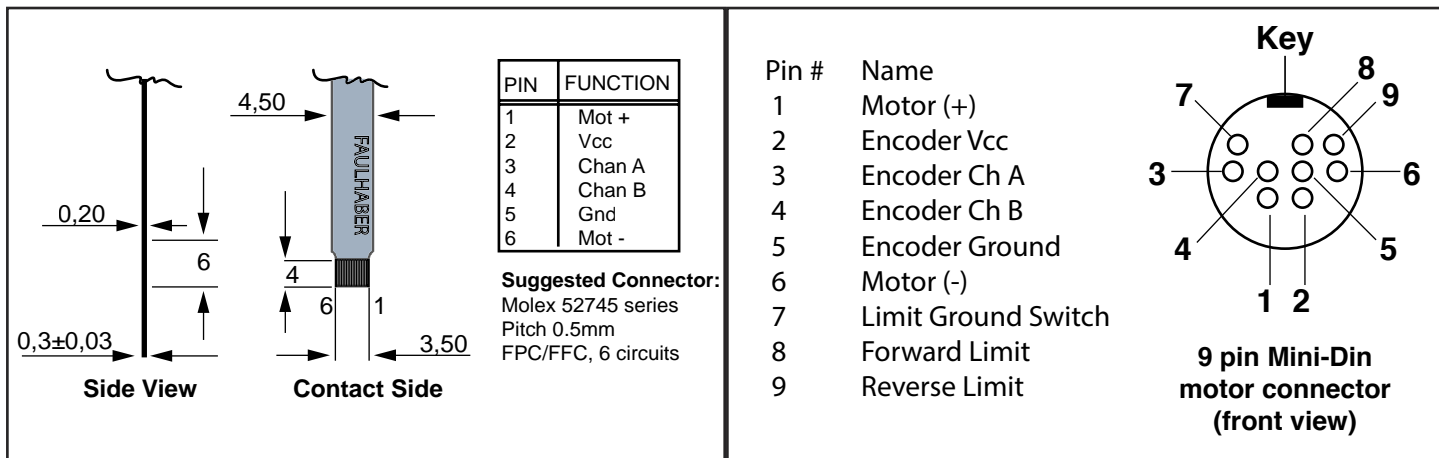 4,50
0,20
6
4
6
1
0,3±0,03
3,50
FAULHABER
Side View
Contact Side
PIN FUNCTION
1 Mot +
2 Vcc
3 Chan A
4 Chan B
5 Gnd
6 Mot -
Suggested Connector:
Molex 52745 series
Pitch 0.5mm
FPC/FFC, 6 circuits
Pin # Name
1 Motor (+)
2 Encoder Vcc
3 Encoder Ch A
4 Encoder Ch B
5 Encoder Ground
6 Motor (-)
7 Limit Ground Switch
8 Forward Limit
9 Reverse Limit
Key
8
7
9
3
6
4
5
1
2
9 pin Mini-Din
motor connector
(front view)